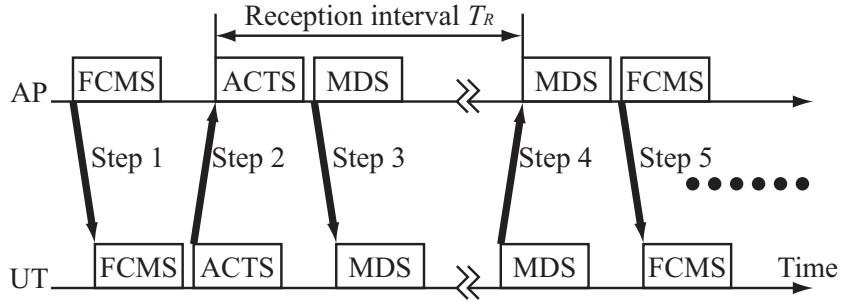 Reception interval TR
AP FCMS ACTS MDS MDS FCMS
Step 1 Step 2 Step 3 Step 4 Step 5
UT FCMS ACTS MDS MDS FCMS Time